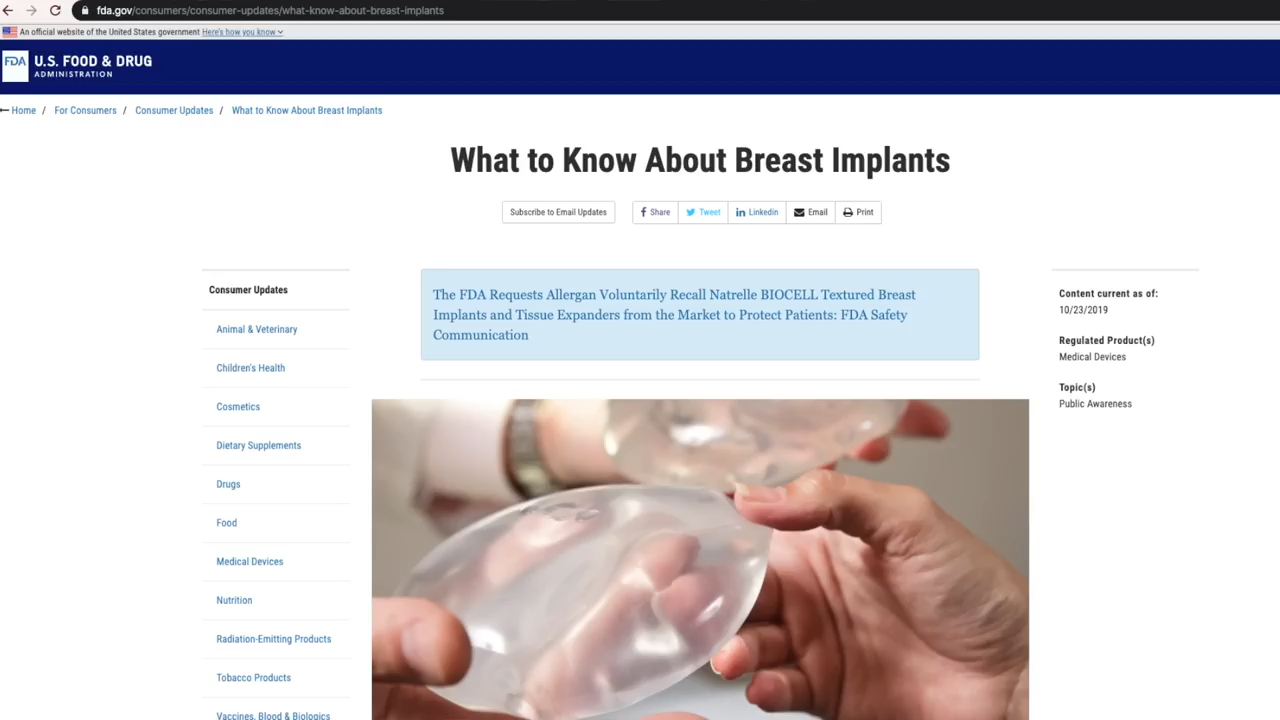 fda.gov/consumers/consumer-updates/what-know-about-breast-implants
An official website of the United States government Here's how you know
FDA U.S. FOOD & DRUG
ADMINISTRATION
Home / For Consumers / Consumer Updates / What to Know About Breast Implants
What to Know About Breast Implants
Subscribe to Email Updates
Share Tweet Linkedin Email Print
Consumer Updates
Animal & Veterinary
Children's Health
Cosmetics
Dietary Supplements
Drugs
Food
Medical Devices
Nutrition
Radiation-Emitting Products
Tobacco Products
Vaccines, Blood & Biologics
The FDA Requests Allergan Voluntarily Recall Natrelle BIOCELL Textured Breast
Implants and Tissue Expanders from the Market to Protect Patients: FDA Safety
Communication
Content current as of:
10/23/2019
Regulated Product(s)
Medical Devices
Topic(s)
Public Awareness